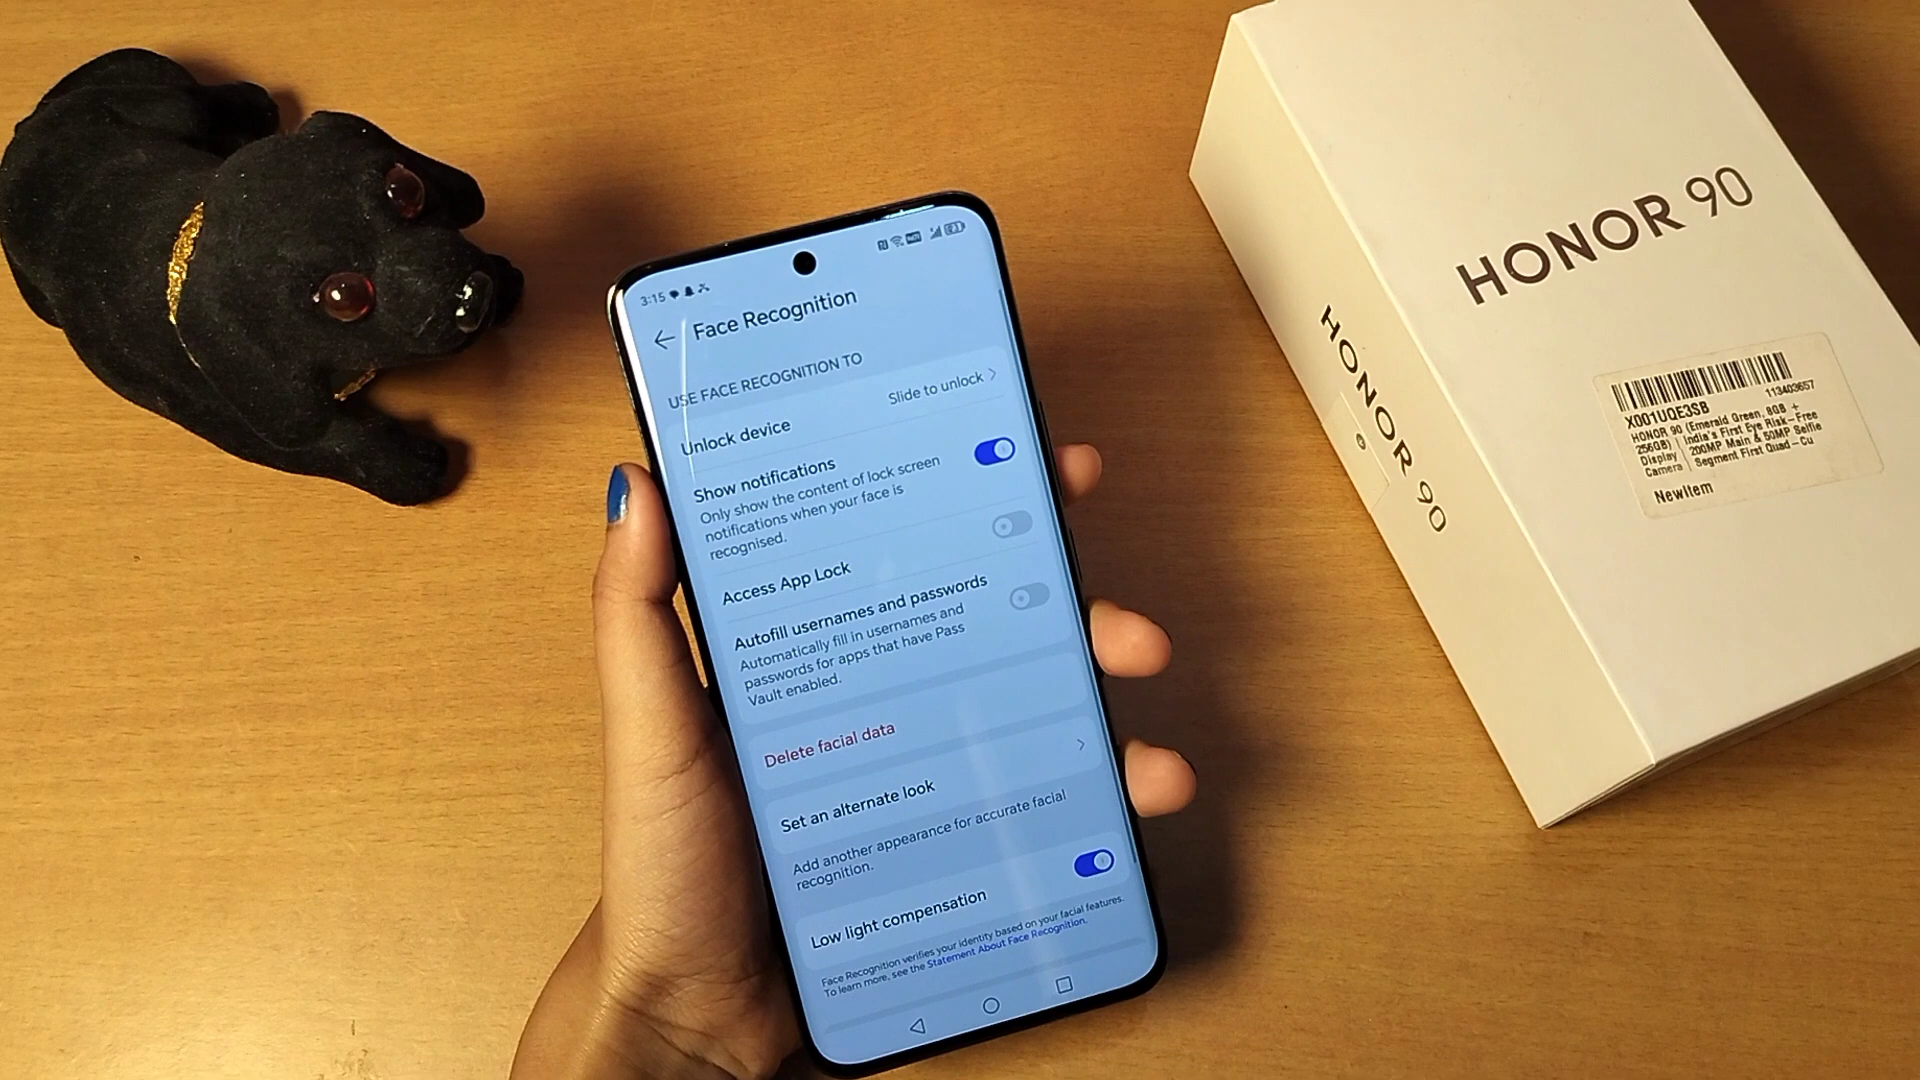 3:15
Face Recognition
USE FACE RECOGNITION TO
Unlock device
Slide to unlock
Show notifications
Only show the content of lock screen
notifications when your face is
recognised.
Access App Lock
Autofill usernames and passwords
Automatically fill in usernames and
passwords for apps that have Pass
Vault enabled.
Delete facial data
Set an alternate look
Add another appearance for accurate facial
recognition.
Low light compensation
Face Recognition verifies your identity based on your facial features.
To learn more, see the Statement About Face Recognition.
HONOR 90
HONOR 90
113403657
X001UQE3SB
HONOR 90 (Emerald Green, 8GB +
256GB) | India's First Eye Risk-Free
Display | 200MP Main & 50MP Selfie
Camera | Segment First Quad-Cu
NewItem